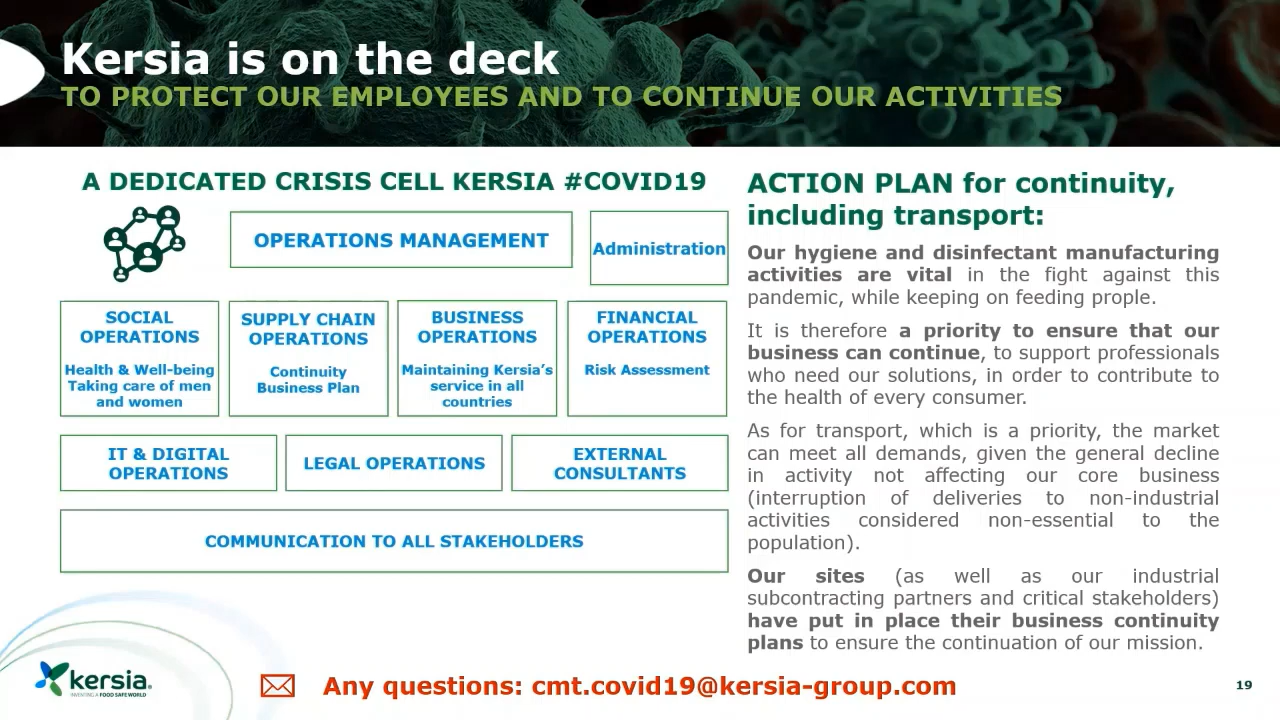 Kersia is on the deck
TO PROTECT OUR EMPLOYEES AND TO CONTINUE OUR ACTIVITIES
A DEDICATED CRISIS CELL KERSIA #COVID19
OPERATIONS MANAGEMENT
Administration
SOCIAL
OPERATIONS
Health & Well-being
Taking care of men
and women
SUPPLY CHAIN
OPERATIONS
Continuity
Business Plan
BUSINESS
OPERATIONS
Maintaining Kersia's
service in all
countries
FINANCIAL
OPERATIONS
Risk Assessment
IT & DIGITAL
OPERATIONS
LEGAL OPERATIONS
EXTERNAL
CONSULTANTS
COMMUNICATION TO ALL STAKEHOLDERS
ACTION PLAN for continuity,
including transport:
Our hygiene and disinfectant manufacturing
activities are vital in the fight against this
pandemic, while keeping on feeding prople.
It is therefore a priority to ensure that our
business can continue, to support professionals
who need our solutions, in order to contribute to
the health of every consumer.
As for transport, which is a priority, the market
can meet all demands, given the general decline
in activity not affecting our core business
(interruption of deliveries to non-industrial
activities considered non-essential to the
population).
Our sites (as well as our industrial
subcontracting partners and critical stakeholders)
have put in place their business continuity
plans to ensure the continuation of our mission.
kersia.
INVENTING A FOOD SAFE WORLD
Any questions: cmt.covid19@kersia-group.com
19